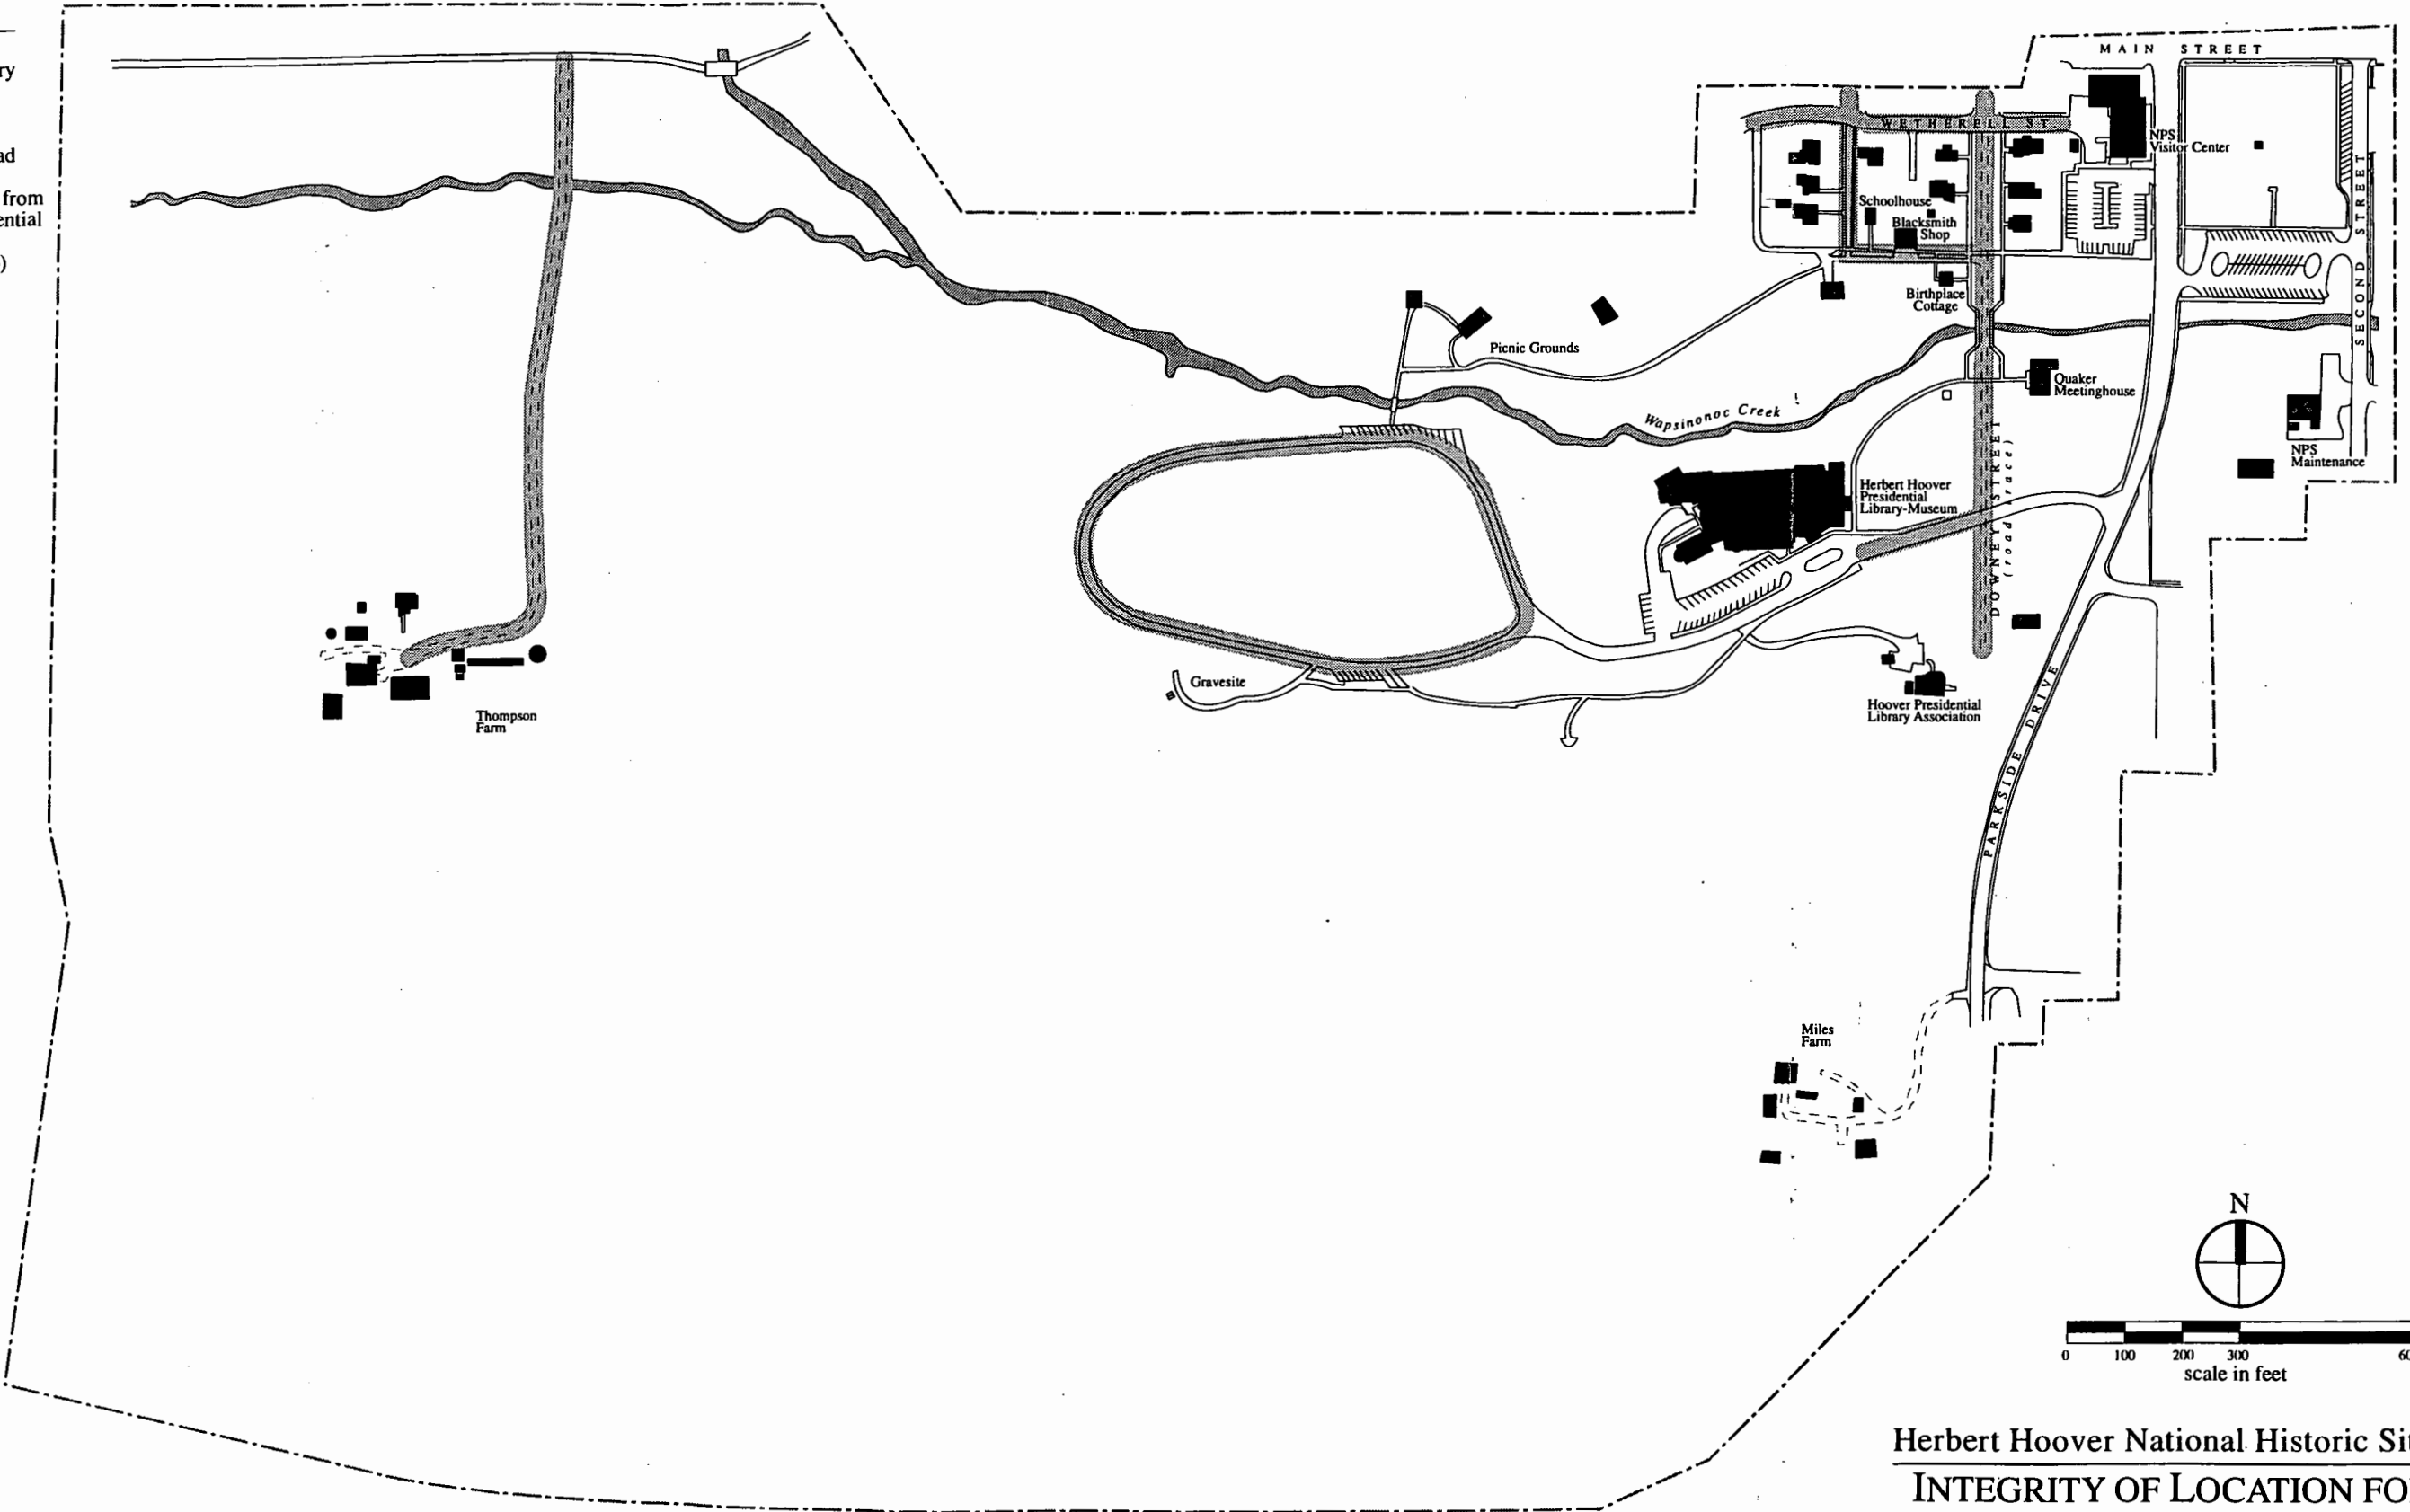 ry
ad
from
ential
)
MAIN STREET
WETHERELL ST
NPS
Visitor Center
Schoolhouse
Blacksmith
Shop
SECOND STREET
Birthplace
Cottage
Picnic Grounds
Quaker
Meetinghouse
Wapsinonoc Creek
NPS
Maintenance
DOWNEY STREET
(road trace)
Herbert Hoover
Presidential
Library-Museum
Gravesite
Thompson
Farm
Hoover Presidential
Library Association
PARKSIDE DRIVE
Miles
Farm
N
0 100 200 300 60
scale in feet
Herbert Hoover National Historic Sit
INTEGRITY OF LOCATION FO